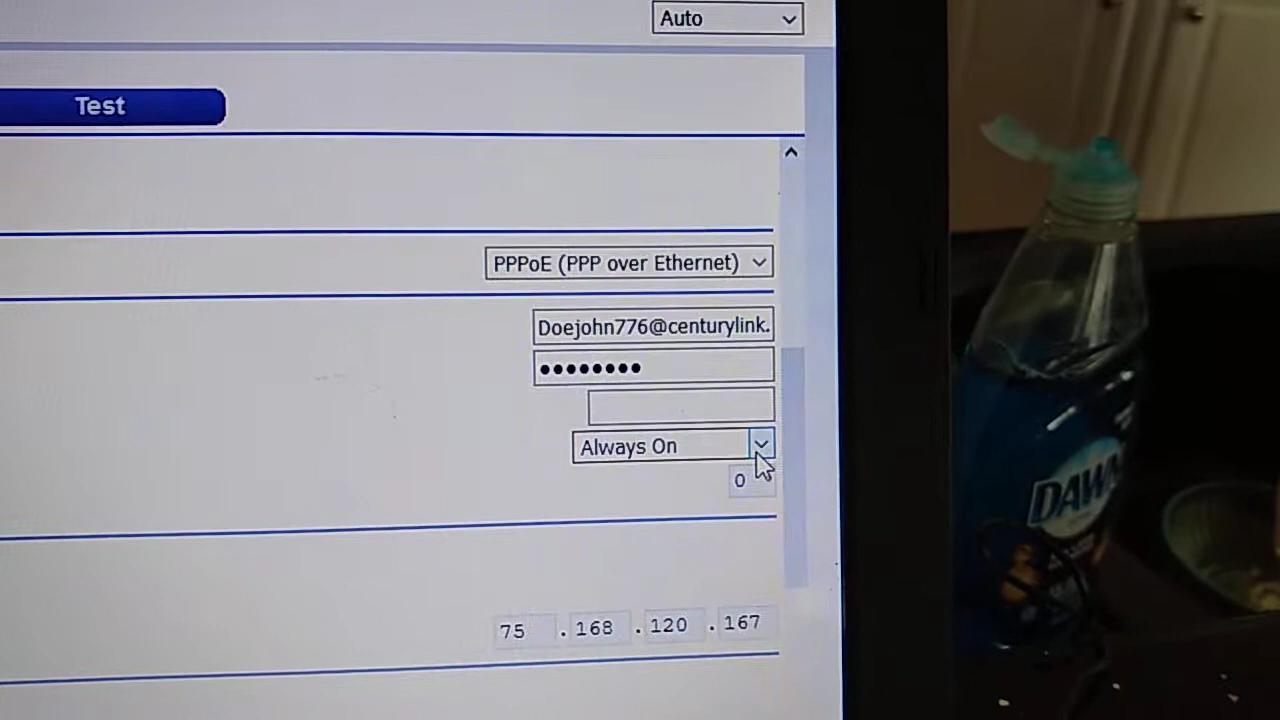 Auto
Test
PPPoE (PPP over Ethernet)
Doejohn776@centurylink.
••••••••
Always On
0
75 .168 .120 .167
DAWN